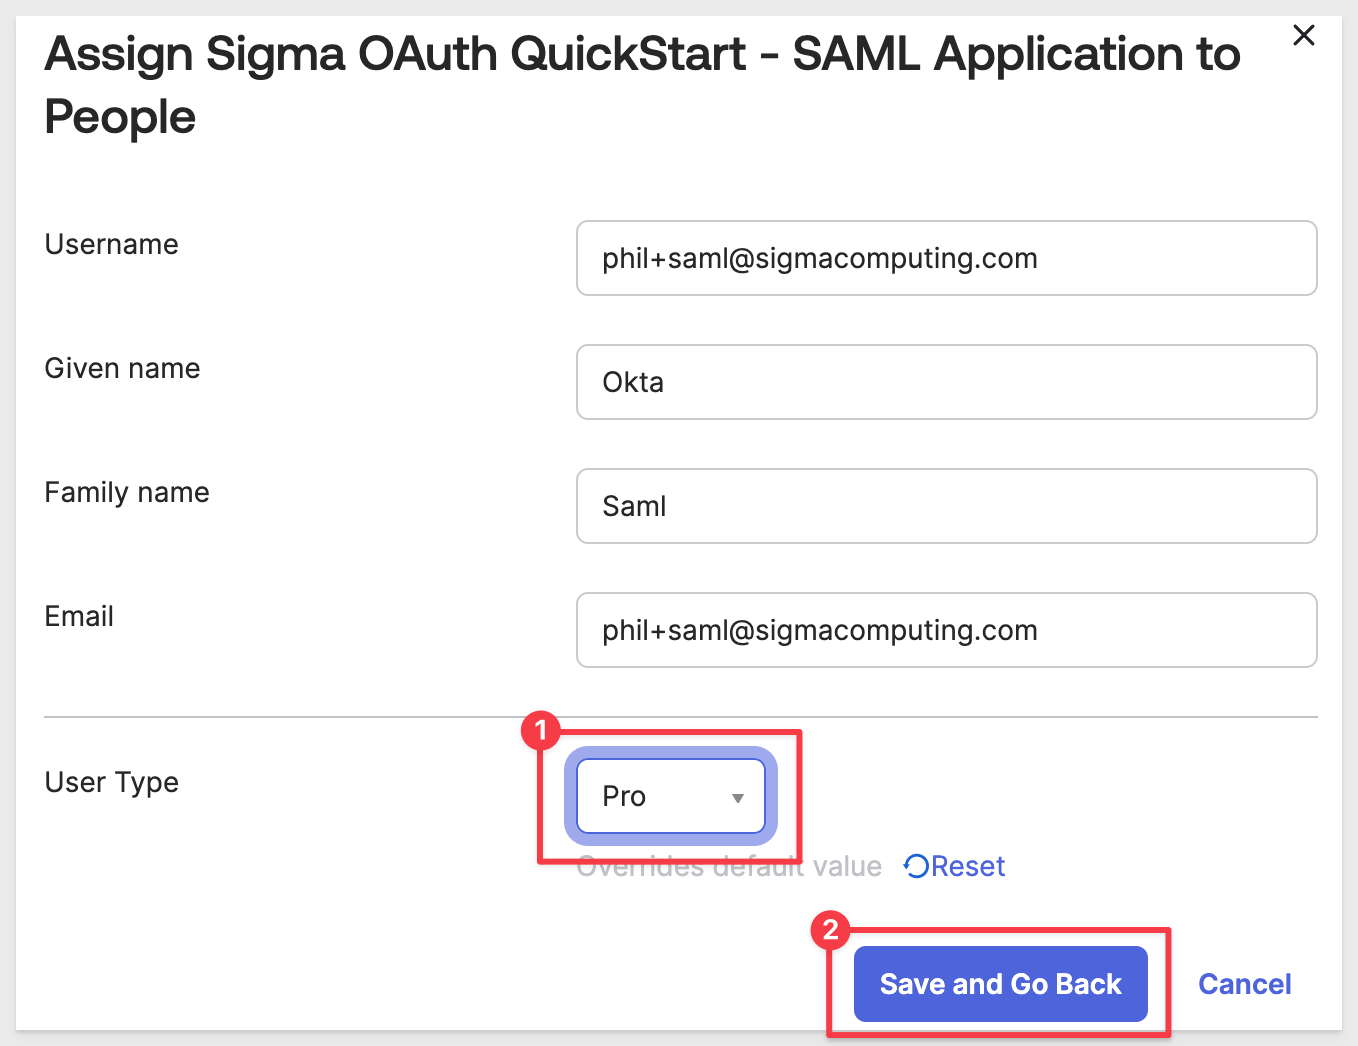 Assign Sigma OAuth QuickStart - SAML Application to
People
Username
phil+saml@sigmacomputing.com
Given name
Okta
Family name
Saml
Email
phil+saml@sigmacomputing.com
1
User Type
Pro
Overrides default value Reset
2
Save and Go Back Cancel